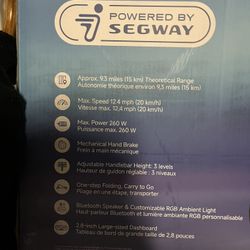 POWERED BY
SEGWAY
Approx. 9.3 miles (15 km) Theoretical Range
Autonomie théorique environ 9,3 miles (15 km)
Max. Speed 12.4 mph (20 km/h)
Vitesse max. 12,4 mph (20 km/h)
Max. Power 260 W
Puissance max. 260 W
Mechanical Hand Brake
Frein à main mécanique
Adjustable Handlebar Height: 3 levels
Hauteur de guidon réglable : 3 niveaux
One-step Folding, Carry to Go
Pliage en une étape, transporter
Bluetooth Speaker & Customizable RGB Ambient Light
Haut-parleur Bluetooth et lumière ambiante RGB personnalisable
2.8-inch Large-sized Dashboard
Tableau de bord de grande taille de 2,8 pouces